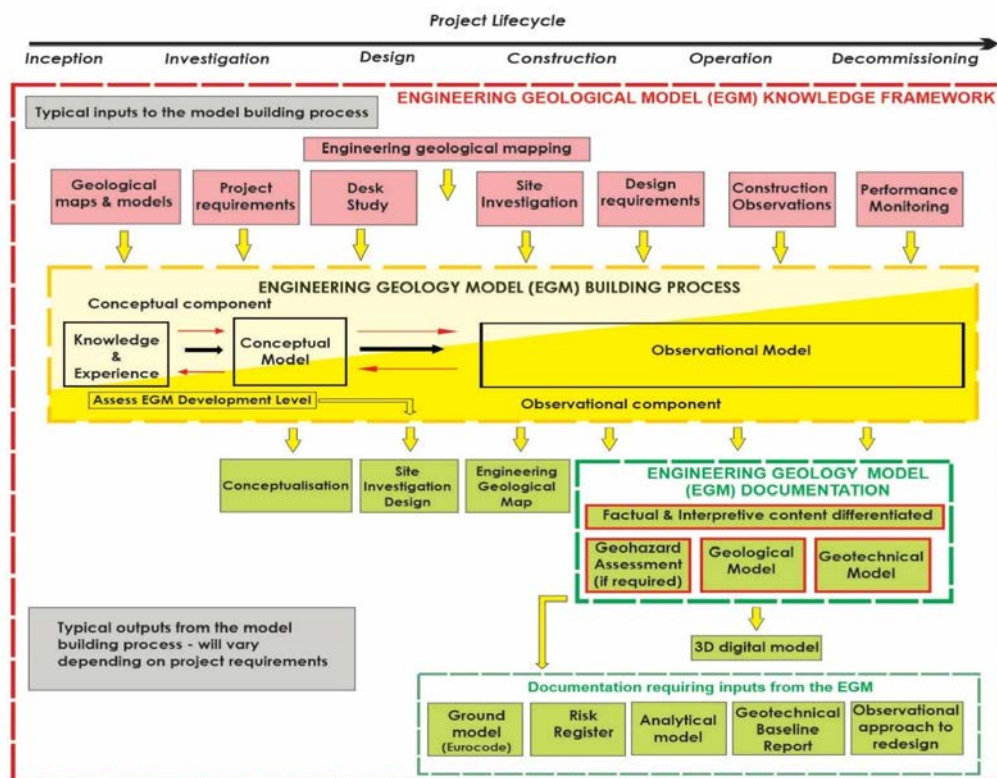 Project Lifecycle
Inception Investigation Design Construction Operation Decommissioning
ENGINEERING GEOLOGICAL MODEL (EGM) KNOWLEDGE FRAMEWORK
Typical inputs to the model building process
Engineering geological mapping
Geological
maps & models
Project
requirements
Desk
Study
Site
Investigation
Design
requirements
Construction
Observations
Performance
Monitoring
ENGINEERING GEOLOGY MODEL (EGM) BUILDING PROCESS
Conceptual component
Knowledge
&
Experience
Conceptual
Model
Observational Model
Assess EGM Development Level
Observational component
Conceptualisation
Site
Investigation
Design
Engineering
Geological
Map
ENGINEERING GEOLOGY MODEL
(EGM) DOCUMENTATION
Factual & Interpretive content differentiated
Geohazard
Assessment
(if required)
Geological
Model
Geotechnical
Model
Typical outputs from the model
building process - will vary
depending on project requirements
3D digital model
Documentation requiring inputs from the EGM
Ground
model
(Eurocode)
Risk
Register
Analytical
model
Geotechnical
Baseline
Report
Observational
approach to
redesign